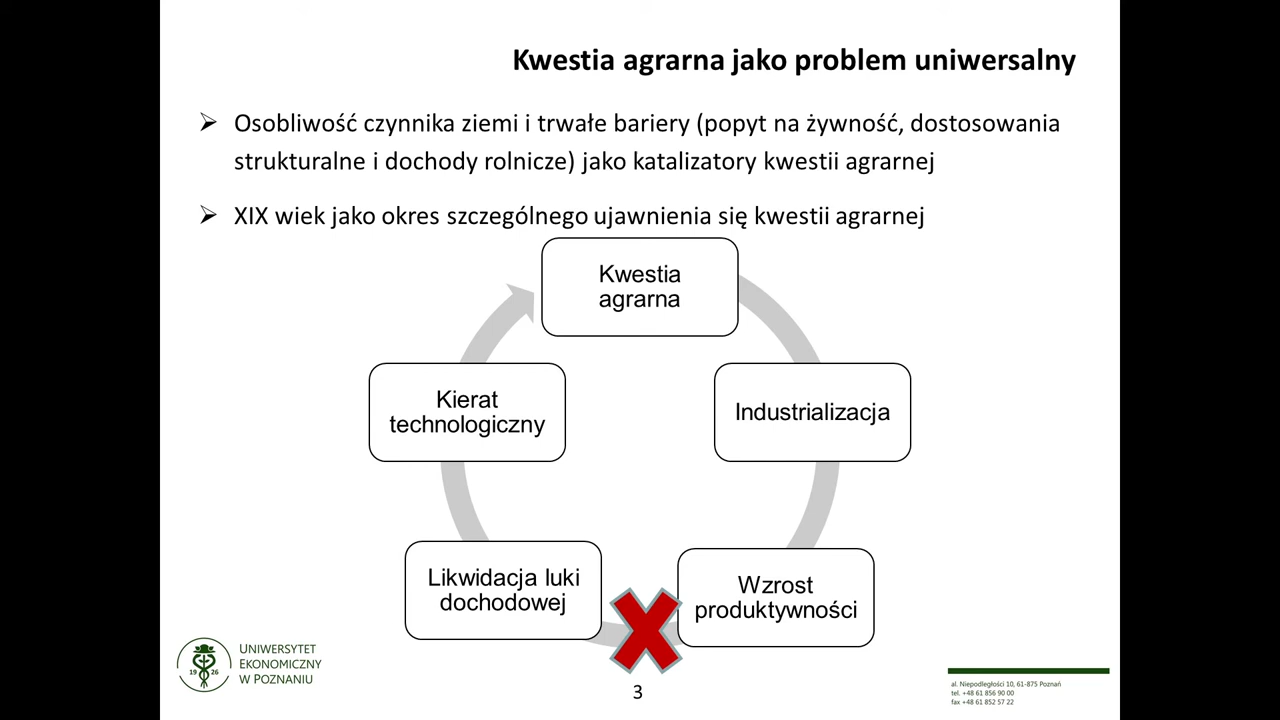 Kwestia agrarna jako problem uniwersalny
Osobliwość czynnika ziemi i trwałe bariery (popyt na żywność, dostosowania
strukturalne i dochody rolnicze) jako katalizatory kwestii agrarnej
XIX wiek jako okres szczególnego ujawnienia się kwestii agrarnej
Kwestia
agrarna
Kierat
technologiczny
Industrializacja
Likwidacja luki
dochodowej
Wzrost
produktywności
19 26
UNIWERSYTET
EKONOMICZNY
W POZNANIU
3
al. Niepodległości 10, 61-875 Poznań
tel. +48 61 856 90 00
fax +48 61 852 57 22